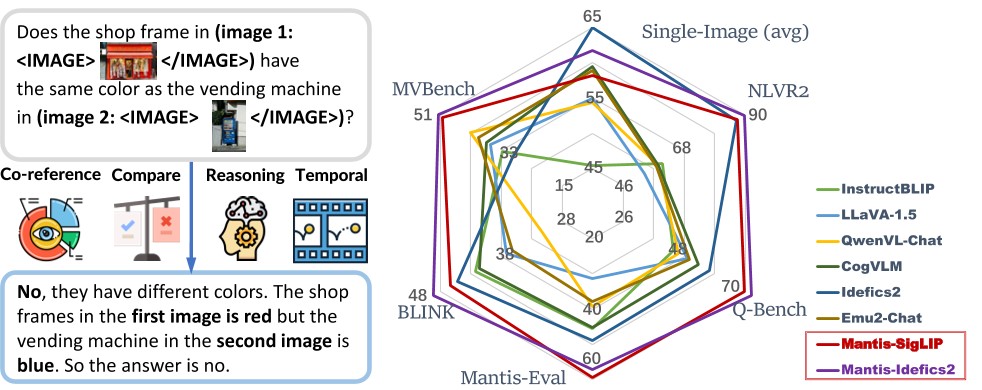 Does the shop frame in (image 1:
<IMAGE> </IMAGE>) have
the same color as the vending machine
in (image 2: <IMAGE> </IMAGE>)?
Co-reference Compare Reasoning Temporal
No, they have different colors. The shop
frames in the first image is red but the
vending machine in the second image is
blue. So the answer is no.
65
Single-Image (avg)
MVBench
NLVR2
51
55
90
33
68
45
15
46
28
26
20
38
48
70
48
BLINK
40
Q-Bench
60
Mantis-Eval
InstructBLIP
LLaVA-1.5
QwenVL-Chat
CogVLM
Idefics2
Emu2-Chat
Mantis-SigLIP
Mantis-Idefics2